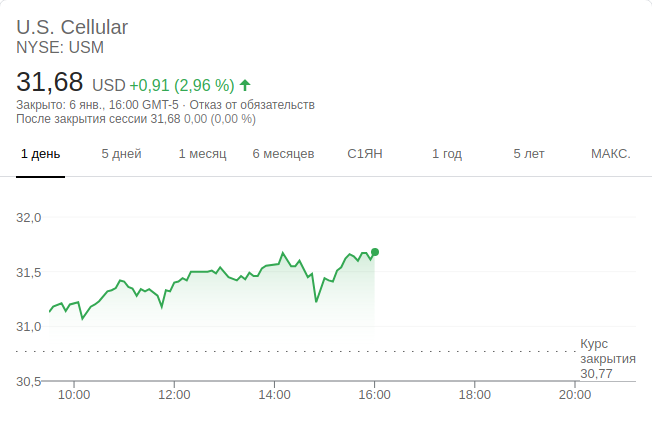 U.S. Cellular
NYSE: USM
31,68 USD +0,91 (2,96 %)
Закрыто: 6 янв., 16:00 GMT-5 · Отказ от обязательств
После закрытия сессии 31,68 0,00 (0,00 %)
1 день 5 дней 1 месяц 6 месяцев С1ЯН 1 год 5 лет МАКС.
32,0
31,5
31,0
Курс
закрытия
30,77
30,5
10:00 12:00 14:00 16:00 18:00 20:00